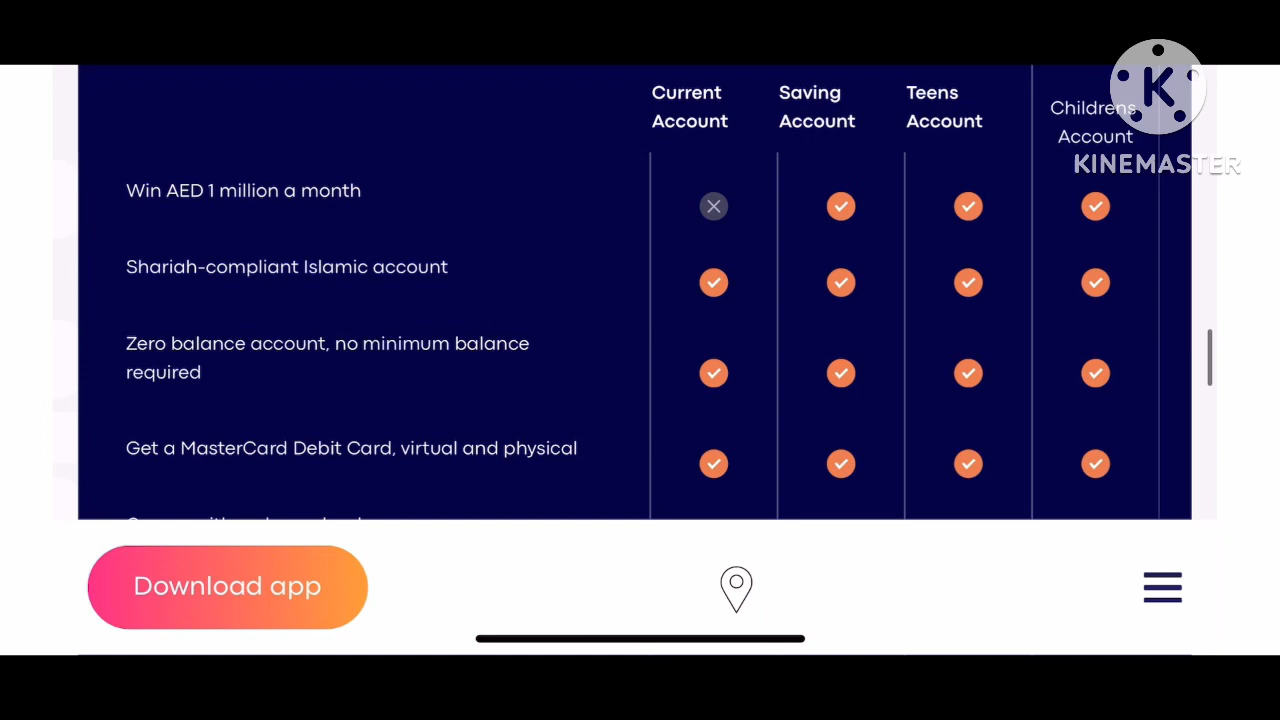 Current Saving Teens Childrens
Account Account Account Account
K
KINEMASTER
Win AED 1 million a month
Shariah-compliant Islamic account
Zero balance account, no minimum balance
required
Get a MasterCard Debit Card, virtual and physical
Download app